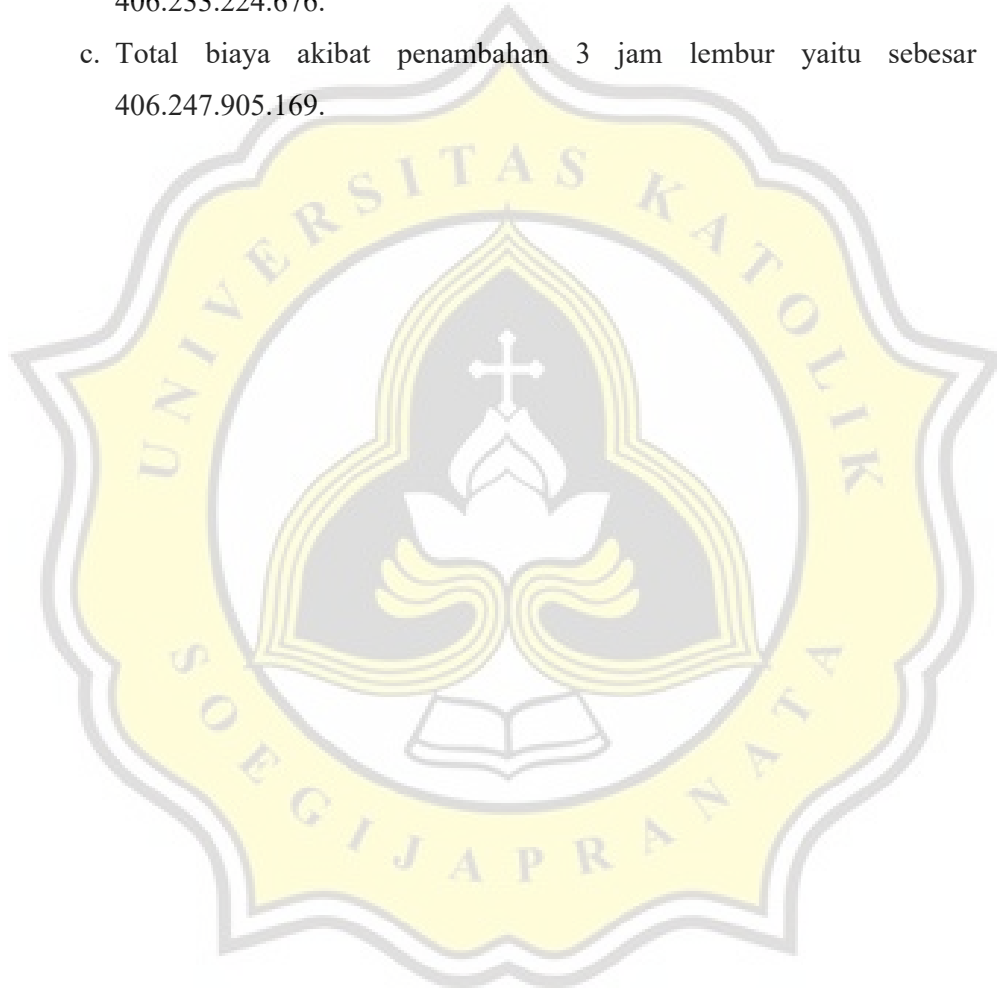 406.233.224.676.
c. Total biaya akibat penambahan 3 jam lembur yaitu sebesar
406.247.905.169.
UNIVERSITAS KATOLIK
SOEGIJAPRANATA